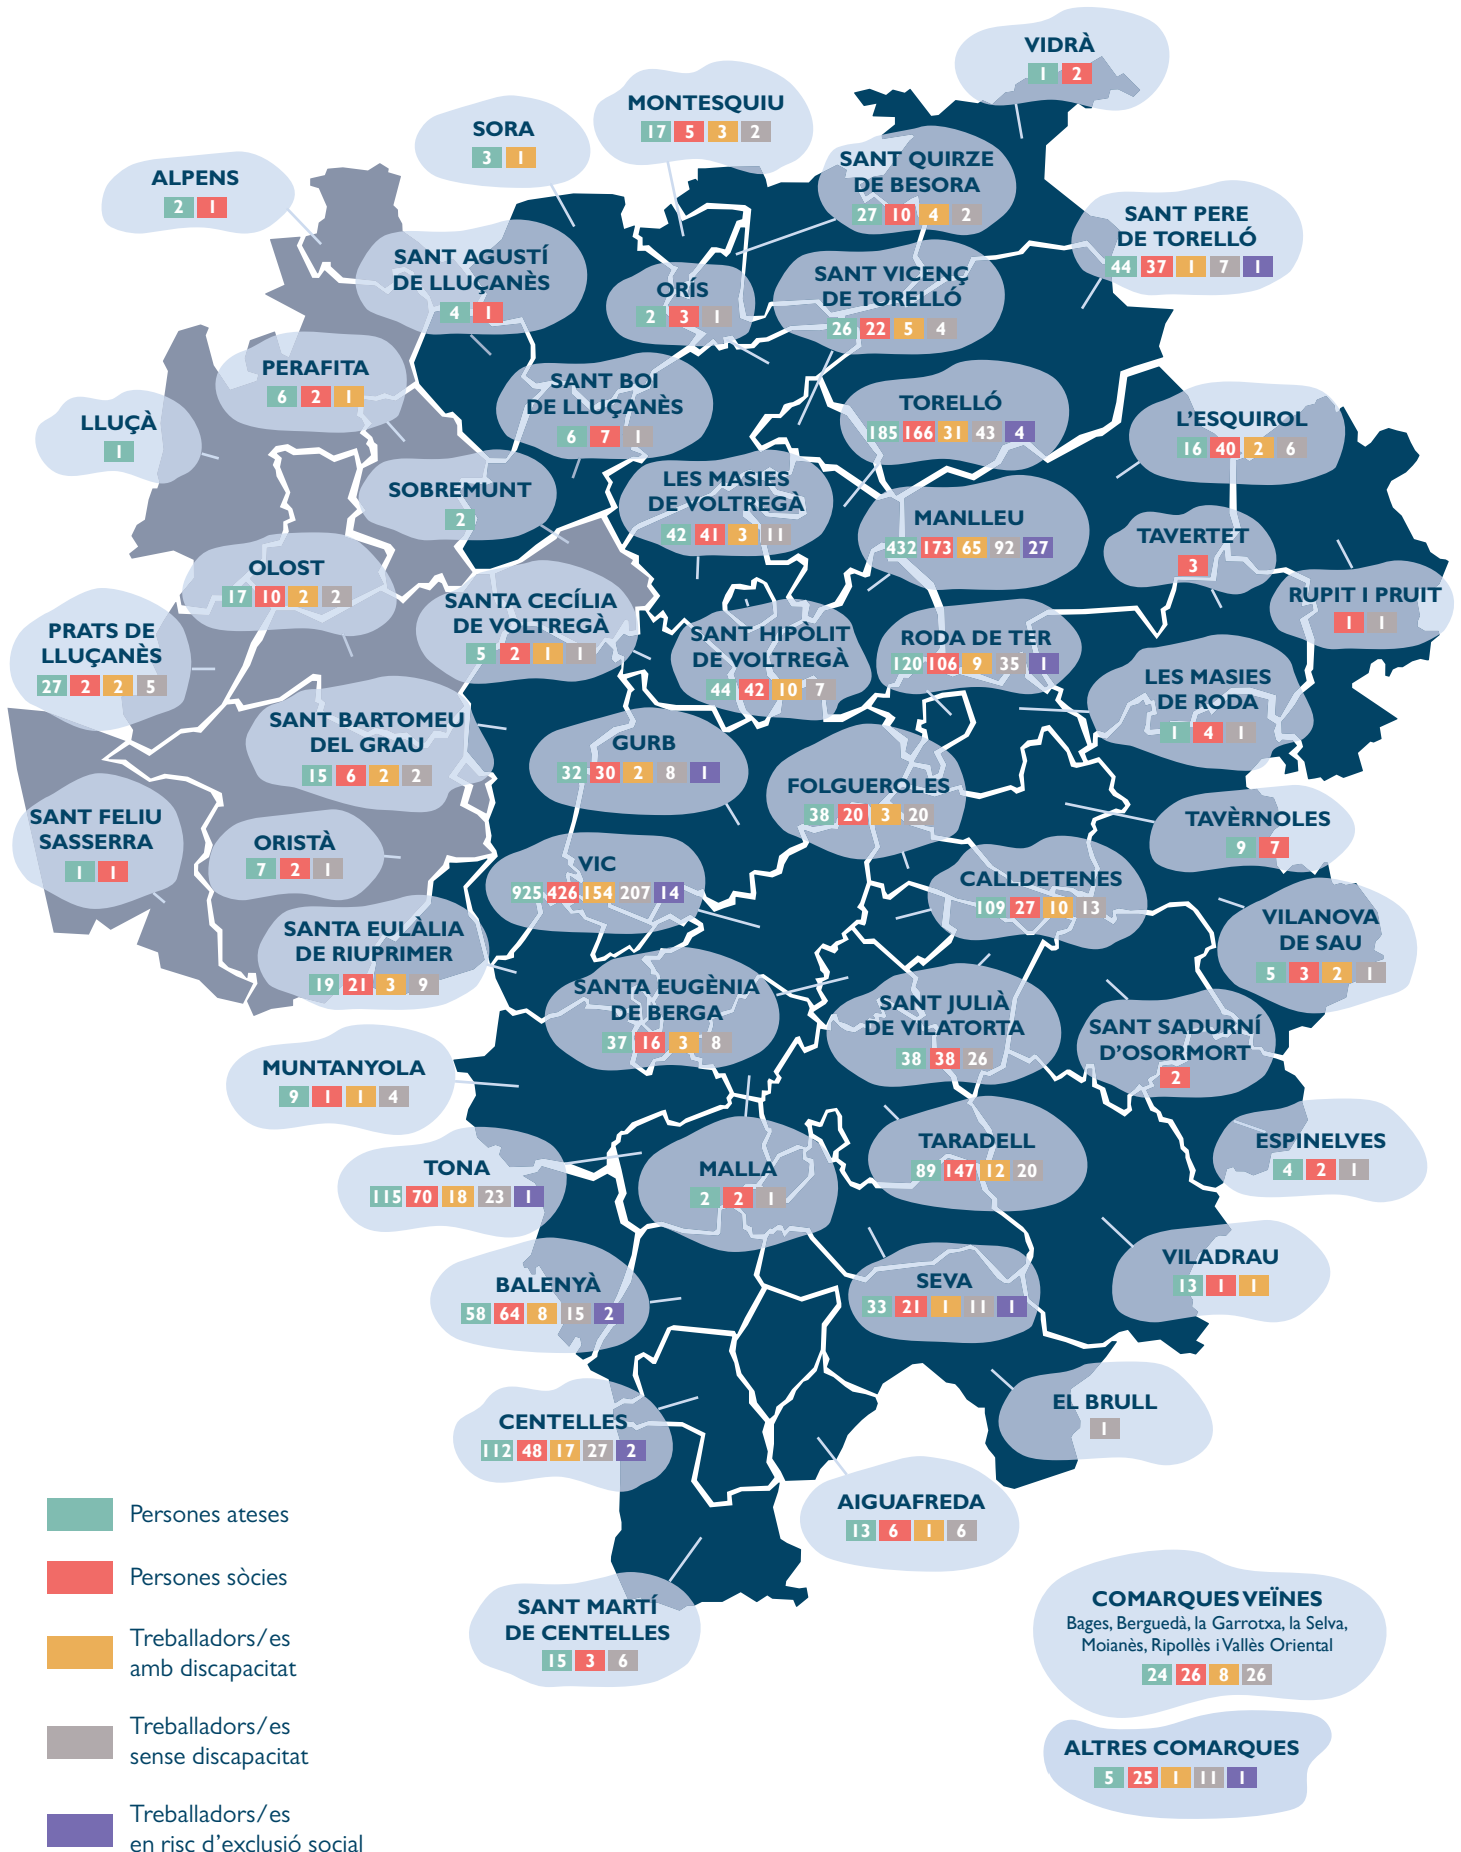 VIDRÀ
1 2
MONTESQUIU
17 5 3 2
SORA
3 1
SANT QUIRZE
DE BESORA
27 10 4 2
ALPENS
2 1
SANT PERE
DE TORELLÓ
44 37 1 7 1
SANT AGUSTÍ
DE LLUÇANÈS
4 1
ORÍS
2 3 1
SANT VICENÇ
DE TORELLÓ
26 22 5 4
PERAFITA
6 2 1
SANT BOI
DE LLUÇANÈS
6 7 1
TORELLÓ
185 166 31 43 4
LLUÇÀ
1
L'ESQUIROL
16 40 2 6
SOBREMUNT
2
LES MASIES
DE VOLTREGÀ
42 41 3 11
MANLLEU
432 173 65 92 27
TAVERTET
3
OLOST
17 10 2 2
SANTA CECÍLIA
DE VOLTREGÀ
5 2 1 1
RUPIT I PRUIT
1 1
PRATS DE
LLUÇANÈS
27 2 2 5
SANT HIPÒLIT
DE VOLTREGÀ
44 42 10 7
RODA DE TER
120 106 9 35 1
LES MASIES
DE RODA
1 4 1
SANT BARTOMEU
DEL GRAU
15 6 2 2
GURB
32 30 2 8 1
FOLGUEROLES
38 20 3 20
SANT FELIU
SASSERRA
1 1
ORISTÀ
7 2 1
TAVÈRNOLES
9 7
VIC
925 426 154 207 14
CALLDETENES
109 27 10 13
SANTA EULÀLIA
DE RIUPRIMER
19 21 3 9
VILANOVA
DE SAU
5 3 2 1
SANTA EUGÈNIA
DE BERGA
37 16 3 8
SANT JULIÀ
DE VILATORTA
38 38 26
SANT SADURNÍ
D'OSORMORT
2
MUNTANYOLA
9 1 1 4
TONA
115 70 18 23 1
MALLA
2 2 1
TARADELL
89 147 12 20
ESPINELVES
4 2 1
BALENYÀ
58 64 8 15 2
SEVA
33 21 1 11 1
VILADRAU
13 1 1
CENTELLES
112 48 17 27 2
EL BRULL
1
AIGUAFREDA
13 6 1 6
SANT MARTÍ
DE CENTELLES
15 3 6
COMARQUES VEÏNES
Bages, Berguedà, la Garrotxa, la Selva,
Moianès, Ripollès i Vallès Oriental
24 26 8 26
ALTRES COMARQUES
5 25 1 11 1
Persones ateses
Persones sòcies
Treballadors/es
amb discapacitat
Treballadors/es
sense discapacitat
Treballadors/es
en risc d'exclusió social